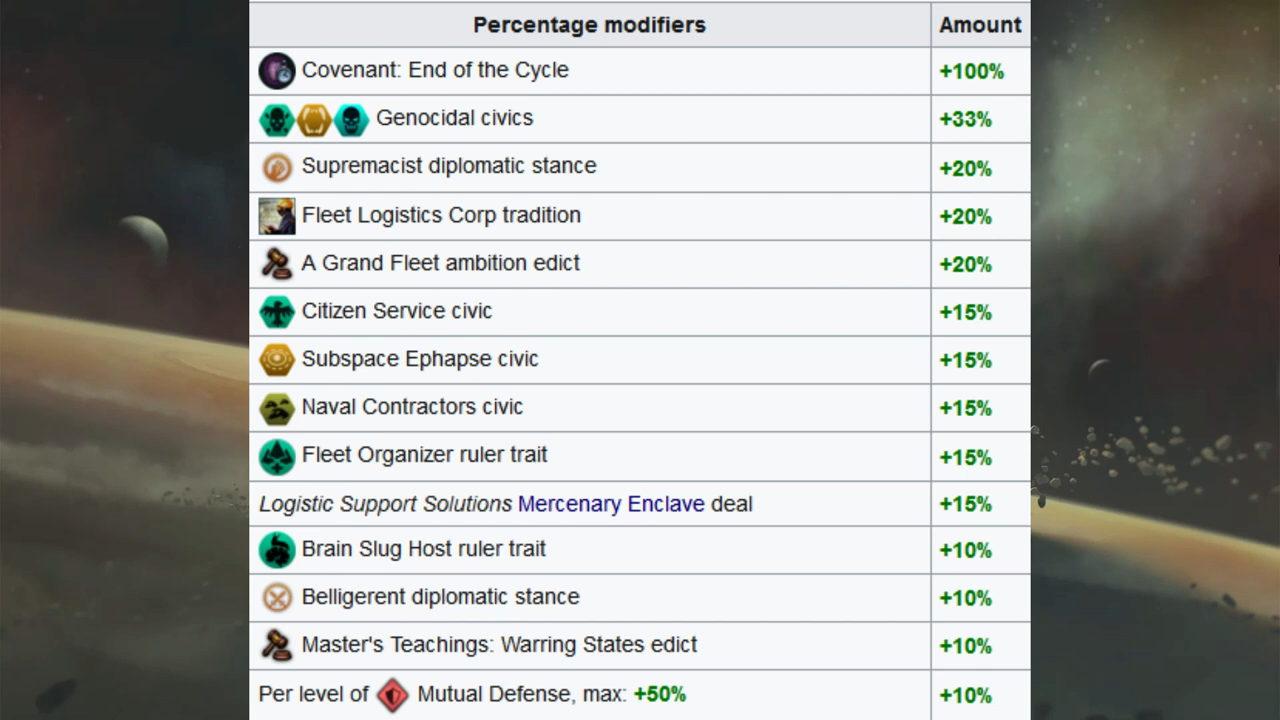 Percentage modifiers Amount
Covenant: End of the Cycle +100%
Genocidal civics +33%
Supremacist diplomatic stance +20%
Fleet Logistics Corp tradition +20%
A Grand Fleet ambition edict +20%
Citizen Service civic +15%
Subspace Ephapse civic +15%
Naval Contractors civic +15%
Fleet Organizer ruler trait +15%
Logistic Support Solutions Mercenary Enclave deal +15%
Brain Slug Host ruler trait +10%
Belligerent diplomatic stance +10%
Master's Teachings: Warring States edict +10%
Per level of Mutual Defense, max: +50% +10%